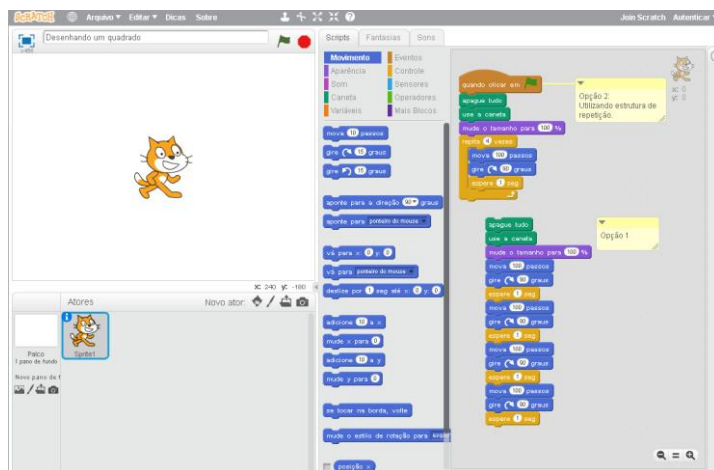 SCRATCH Arquivo Editar Dicas Sobre Join Scratch Autenticar
Desenhando um quadrado
Scripts Fantasias Sons
Movimento Eventos
Aparência Controle
Som Sensores
Caneta Operadores
Variáveis Mais Blocos
mova 10 passos
gire 15 graus
gire 15 graus
aponte para a direção 90 graus
aponte para ponteiro do mouse
vá para x: 0 y: 0
vá para ponteiro do mouse
deslize por 1 seg até x: 0 y: 0
adicione 10 a x
mude x para 0
adicione 10 a y
mude y para 0
se tocar na borda, volte
mude o estilo de rotação para
posição x
quando clicar em
apague tudo
use a caneta
mude o tamanho para 100 %
repita 4 vezes
mova 100 passos
gire 90 graus
espere 1 seg
Opção 2:
Utilizando estrutura de
repetição.
x: 0
y: 0
apague tudo
use a caneta
mude o tamanho para 100 %
mova 100 passos
gire 90 graus
espere 1 seg
mova 100 passos
gire 90 graus
espere 1 seg
mova 100 passos
gire 90 graus
espere 1 seg
mova 100 passos
gire 90 graus
espere 1 seg
Opção 1
x: 240 y: -180
Atores Novo ator:
Sprite1
Palco
1 pano de fundo
Novo pano de f